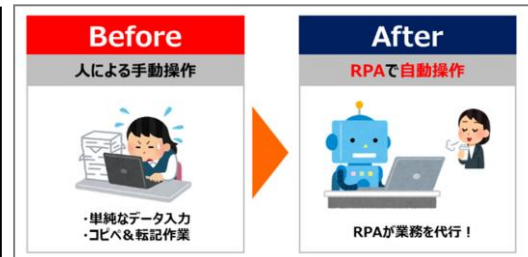 Before
人による手動操作
・単純なデータ入力
・コピペ&転記作業
After
RPAで自動操作
RPAが業務を代行！